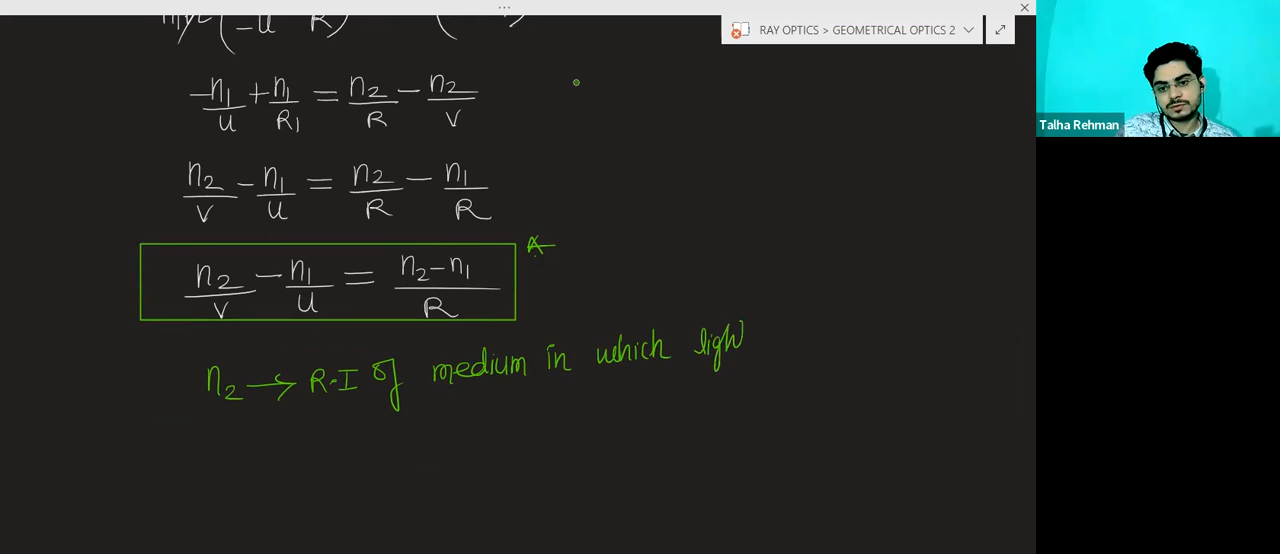 RAY OPTICS > GEOMETRICAL OPTICS 2
-n1/u + n1/R1 = n2/R - n2/v
Talha Rehman
n2/v - n1/u = n2/R - n1/R
n2/v - n1/u = n2-n1/R
n2 → R.I of medium in which light